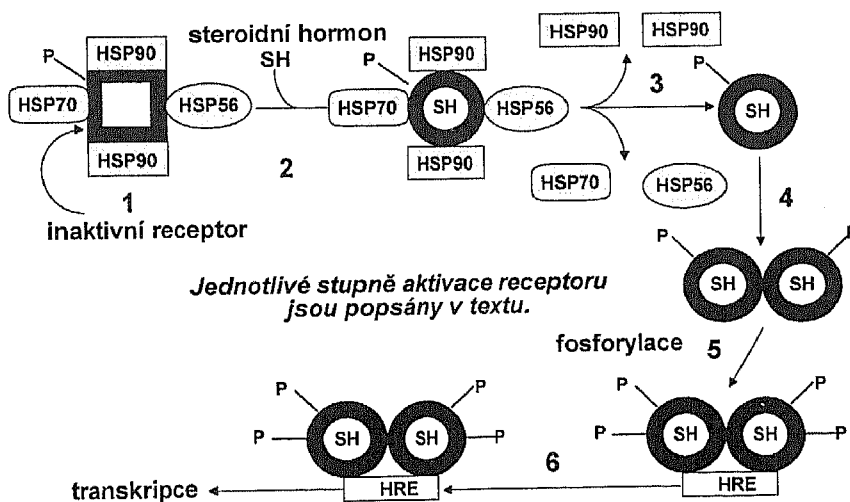 P
HSP90
HSP70
HSP56
HSP90
1
inaktivní receptor
steroidní hormon
SH
2
P
HSP90
HSP70
SH
HSP56
HSP90
HSP90 HSP90
3
HSP70 HSP56
P
SH
4
P P
SH SH
Jednotlivé stupně aktivace receptoru
jsou popsány v textu.
fosforylace 5
P P
P SH SH P
HRE
6
P P
P SH SH P
HRE
transkripce